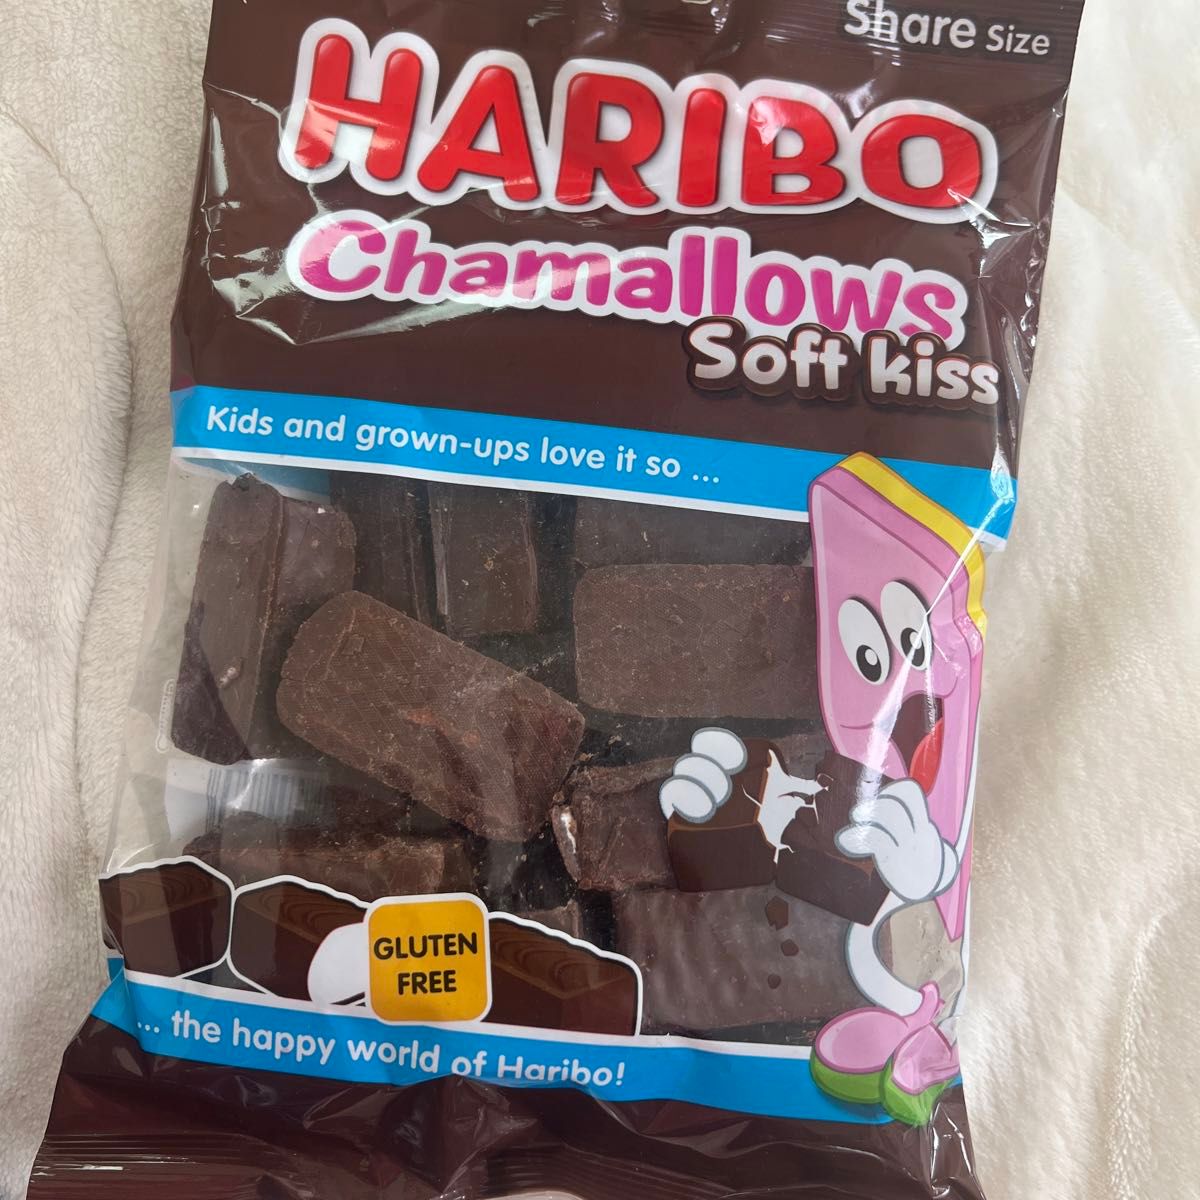 Share Size
HARIBO
Chamallows
Soft kiss
Kids and grown-ups love it so ...
GLUTEN
FREE
... the happy world of Haribo!